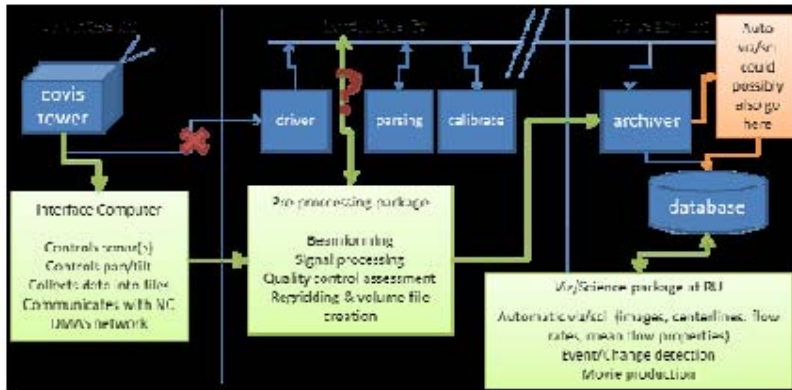 covis
tower
driver
parsing
calibrate
archiver
Auto
viz/sci
could
possibly
also go
here
?
database
Interface Computer
Controls sonar(s)
Controls pan/tilt
Collects data into files
Communicates with NC
DMAS network
Pre-processing package
Beamforming
Signal processing
Quality control assessment
Regridding & volume file
creation
Viz/Science package at RU
Automatic viz/sci (images, centerlines, flow
rates, mean flow properties)
Event/Change detection
Movie production